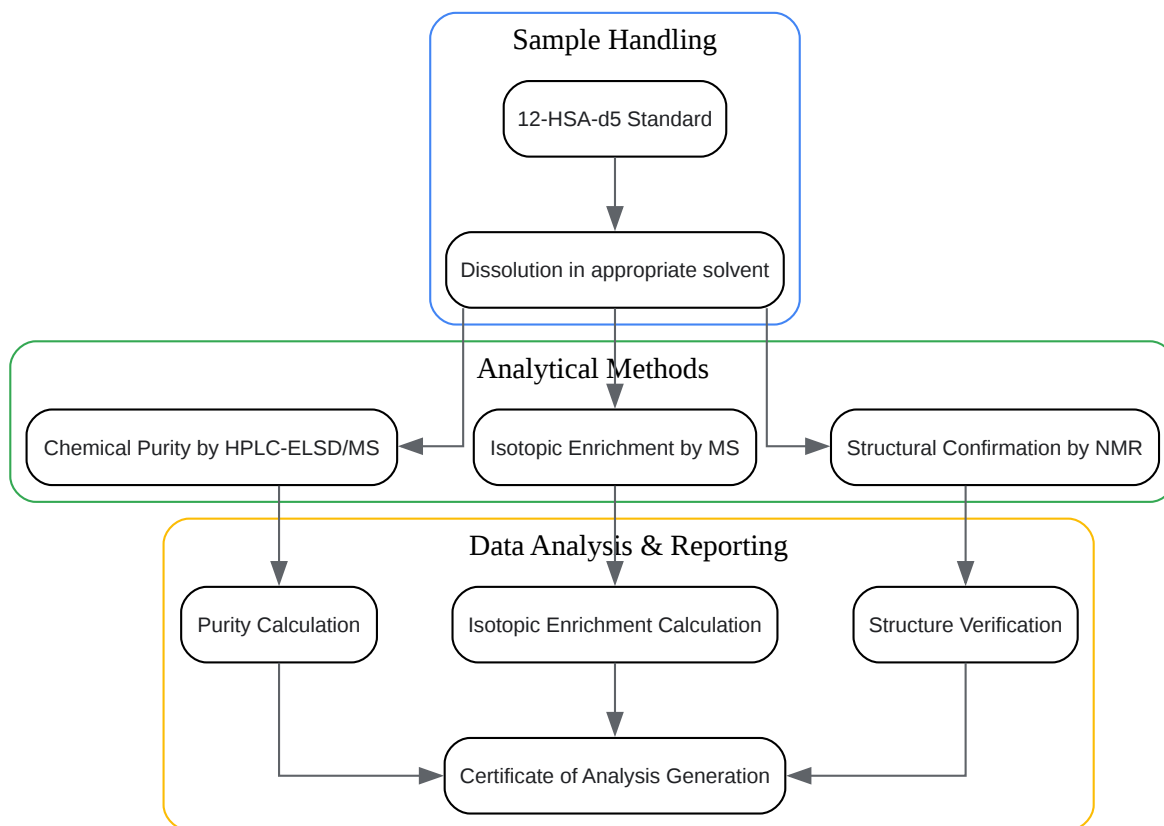 Sample Handling
12-HSA-d5 Standard
Dissolution in appropriate solvent
Analytical Methods
Chemical Purity by HPLC-ELSD/MS
Isotopic Enrichment by MS
Structural Confirmation by NMR
Data Analysis & Reporting
Purity Calculation
Isotopic Enrichment Calculation
Structure Verification
Certificate of Analysis Generation